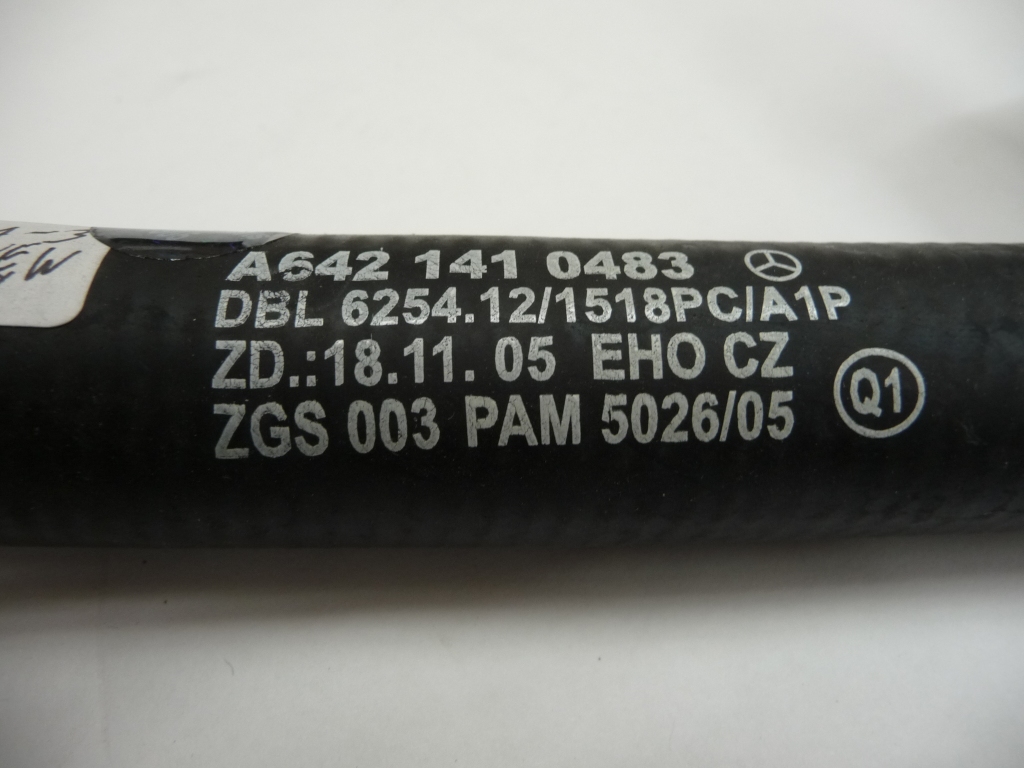 A642 141 0483
DBL 6254.12/1518PC/A1P
ZD.:18.11. 05 EHO CZ
ZGS 003 PAM 5026/05
Q1